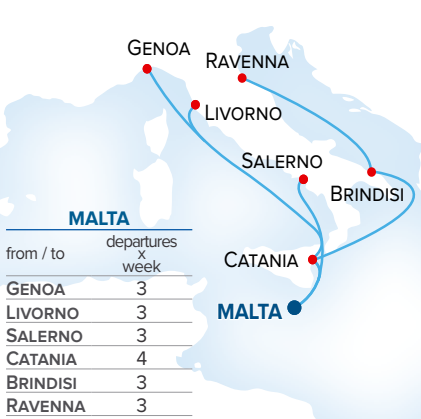 GENOA
RAVENNA
LIVORNO
SALERNO
BRINDISI
CATANIA
MALTA
MALTA
from / to departures x week
GENOA 3
LIVORNO 3
SALERNO 3
CATANIA 4
BRINDISI 3
RAVENNA 3